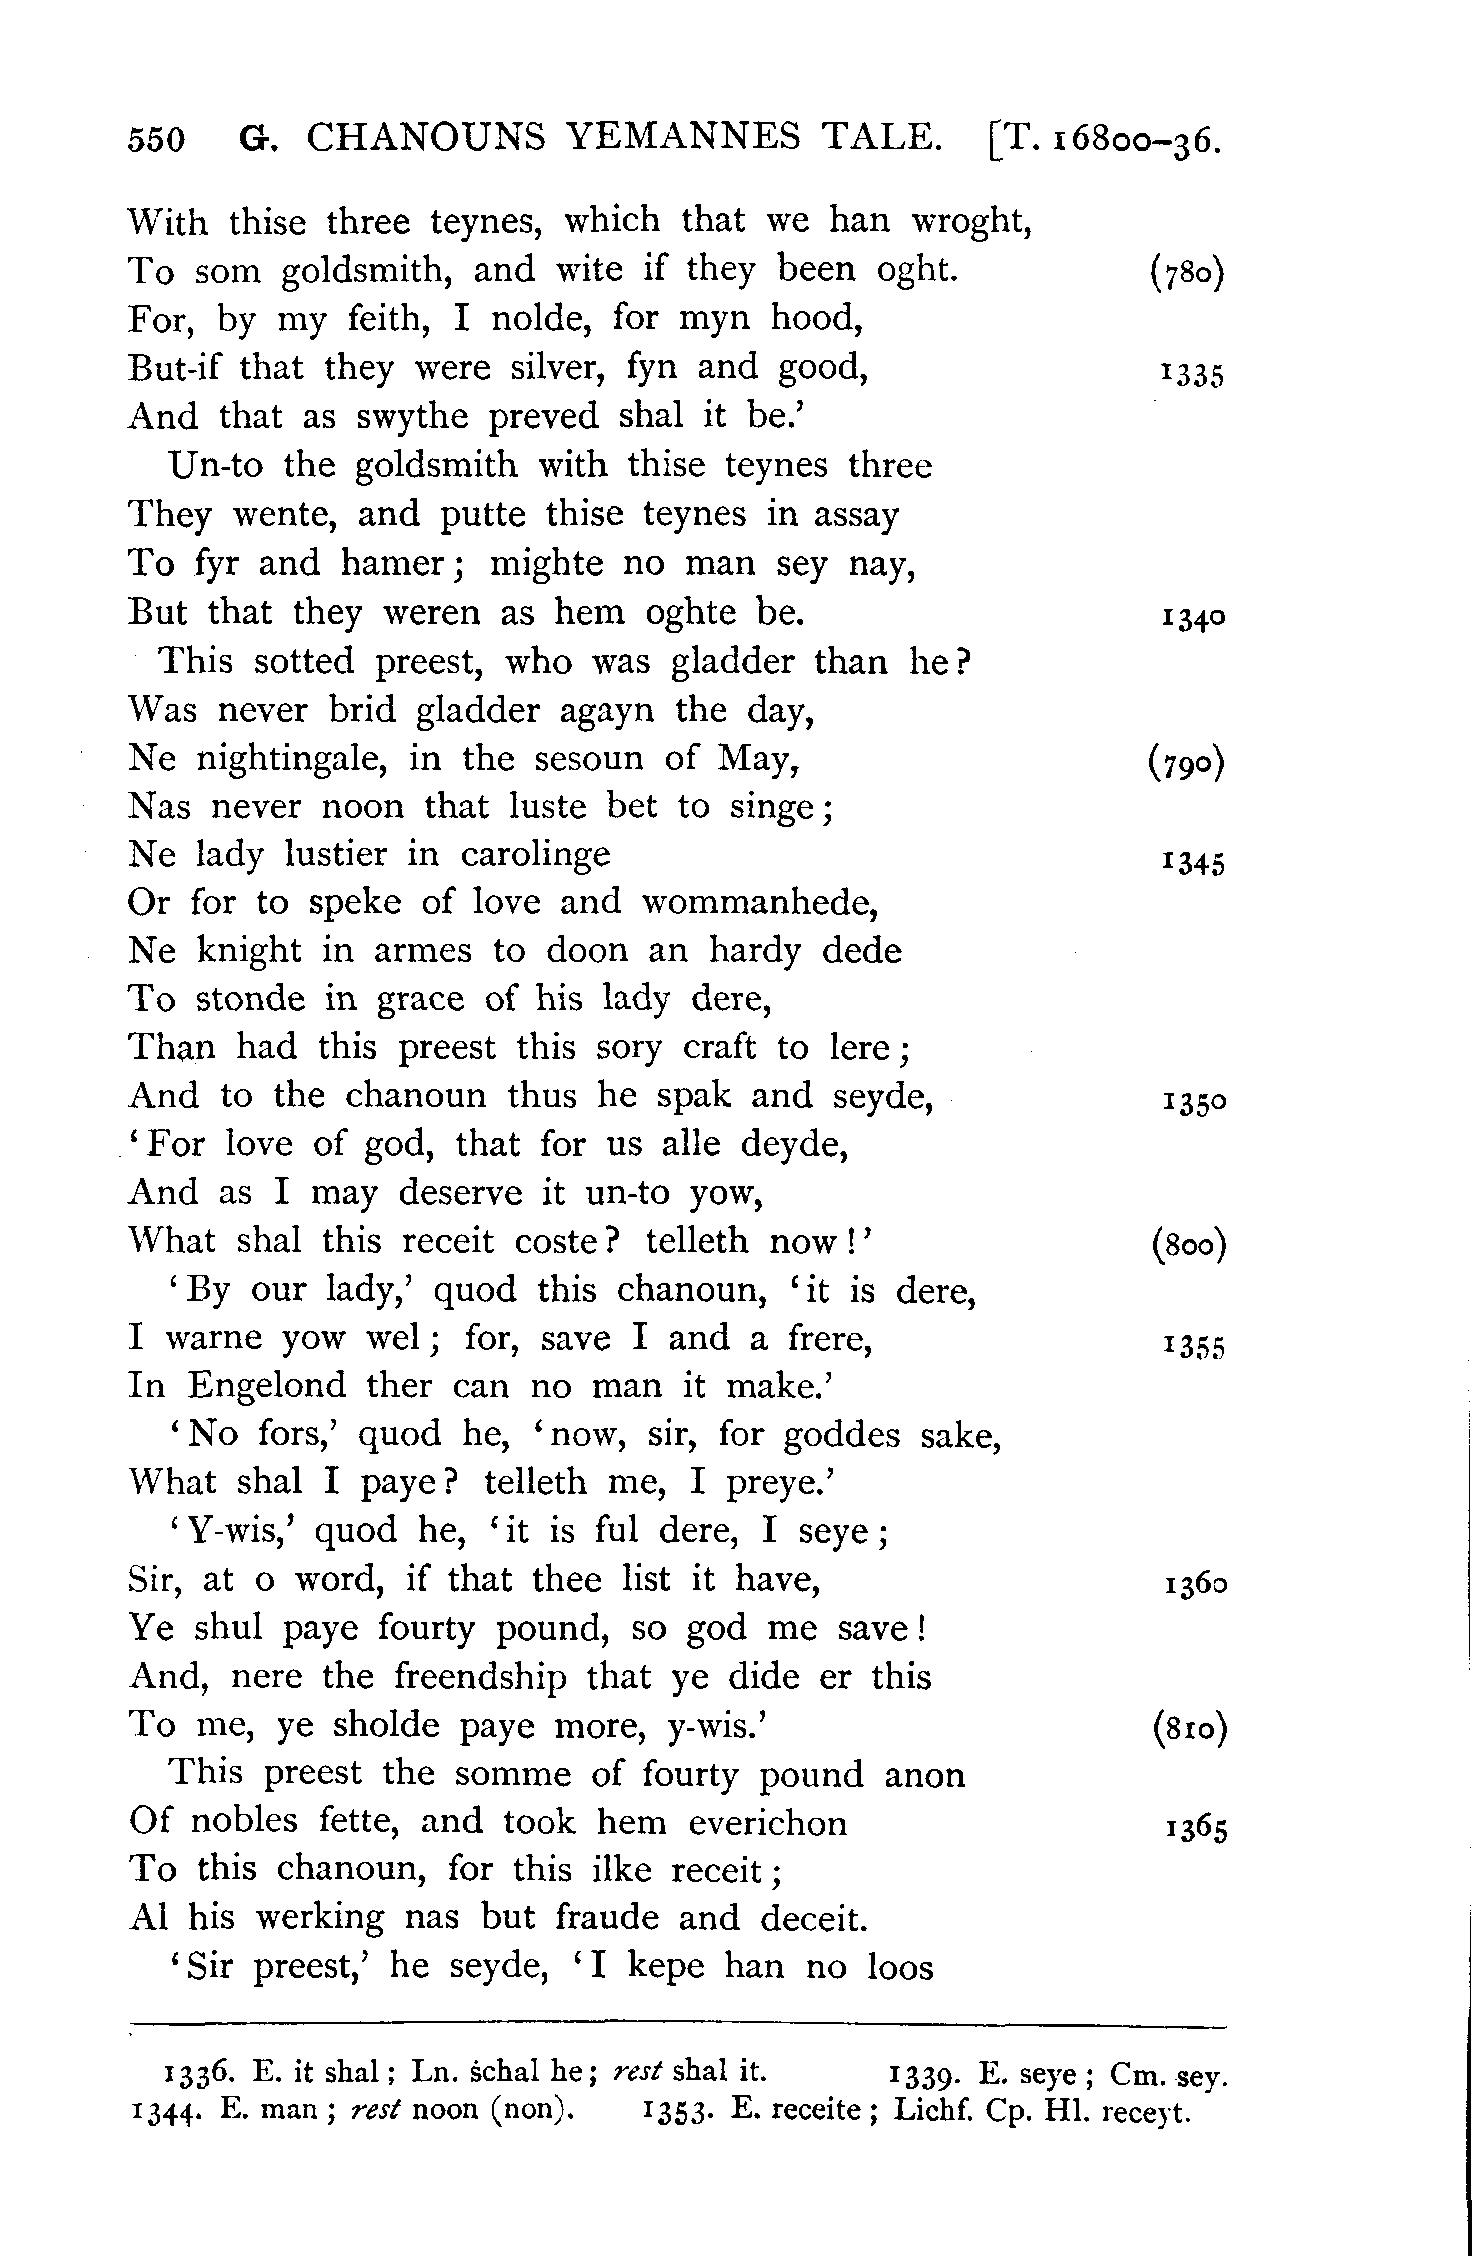 550 G. CHANOUNS YEMANNES TALE. [T. 16800–36.
With thise three teynes, which that we han wroght,
To som goldsmith, and wite if they been oght. (780)
For, by my feith, I nolde, for myn hood,
But-if that they were silver, fyn and good, 1335
And that as swythe preved shal it be.’
Un-to the goldsmith with thise teynes three
They wente, and putte thise teynes in assay
To fyr and hamer; mighte no man sey nay,
But that they weren as hem oghte be. 1340
This sotted preest, who was gladder than he?
Was never brid gladder agayn the day,
Ne nightingale, in the sesoun of May, (790)
Nas never noon that luste bet to singe;
Ne lady lustier in carolinge 1345
Or for to speke of love and wommanhede,
Ne knight in armes to doon an hardy dede
To stonde in grace of his lady dere,
Than had this preest this sory craft to lere;
And to the chanoun thus he spak and seyde, 1350
‘For love of god, that for us alle deyde,
And as I may deserve it un-to yow,
What shal this receit coste? telleth now!’ (800)
‘By our lady,’ quod this chanoun, ‘it is dere,
I warne yow wel; for, save I and a frere, 1355
In Engelond ther can no man it make.’
‘No fors,’ quod he, ‘now, sir, for goddes sake,
What shal I paye? telleth me, I preye.’
‘Y-wis,’ quod he, ‘it is ful dere, I seye;
Sir, at o word, if that thee list it have, 1360
Ye shul paye fourty pound, so god me save!
And, nere the freendship that ye dide er this
To me, ye sholde paye more, y-wis.’ (810)
This preest the somme of fourty pound anon
Of nobles fette, and took hem everichon 1365
To this chanoun, for this ilke receit;
Al his werking nas but fraude and deceit.
‘Sir preest,’ he seyde, ‘I kepe han no loos
1336. E. it shal; Ln. schal he; rest shal it. 1339. E. seye; Cm. sey.
1344. E. man; rest noon (non). 1353. E. receite; Lichf. Cp. Hl. receyt.